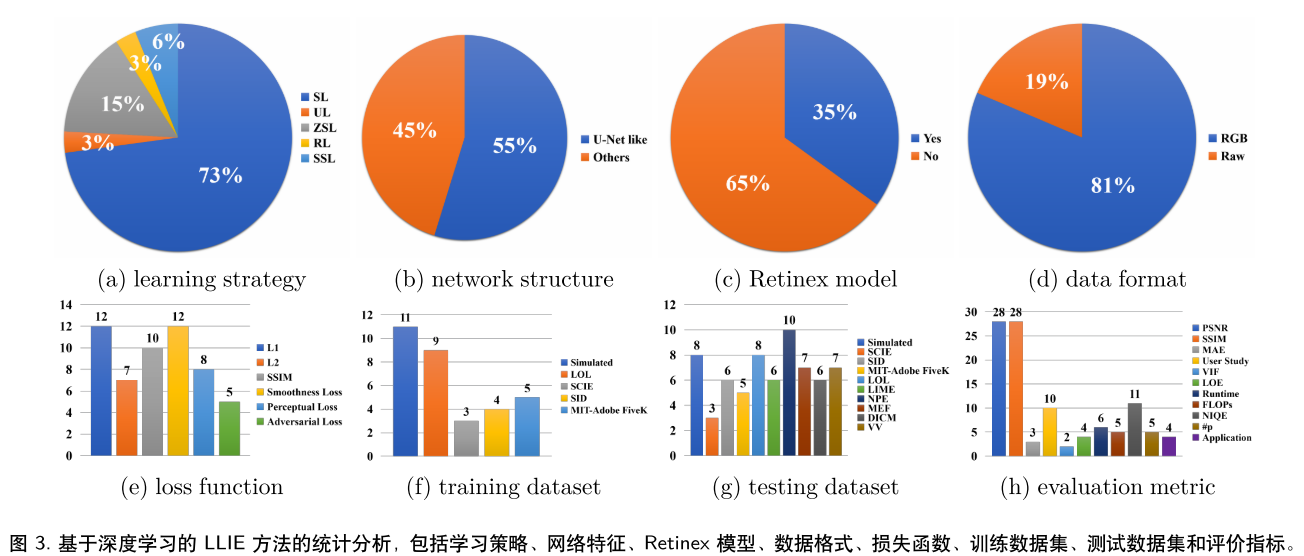 6%
3%
15%
3%
73%
SL
UL
ZSL
RL
SSL
(a) learning strategy
45%
55%
U-Net like
Others
(b) network structure
35%
65%
Yes
No
(c) Retinex model
19%
81%
RGB
Raw
(d) data format
14
12
10
8
6
4
2
0
12
7
10
12
8
5
L1
L2
SSIM
Smoothness Loss
Perceptual Loss
Adversarial Loss
(e) loss function
12
10
8
6
4
2
0
11
9
3
4
5
Simulated
LOL
SCIE
SID
MIT-Adobe FiveK
(f) training dataset
12
10
8
6
4
2
0
8
3
6
5
8
6
10
7
6
7
Simulated
SCIE
SID
MIT-Adobe FiveK
LOL
LIME
NPE
MEF
DICM
VV
(g) testing dataset
30
25
20
15
10
5
0
28
28
3
10
2
4
6
5
11
5
4
PSNR
SSIM
MAE
User Study
VIF
LOE
Runtime
FLOPs
NIQE
#p
Application
(h) evaluation metric
图 3. 基于深度学习的 LLIE 方法的统计分析, 包括学习策略、网络特征、Retinex 模型、数据格式、损失函数、训练数据集、测试数据集和评价指标。